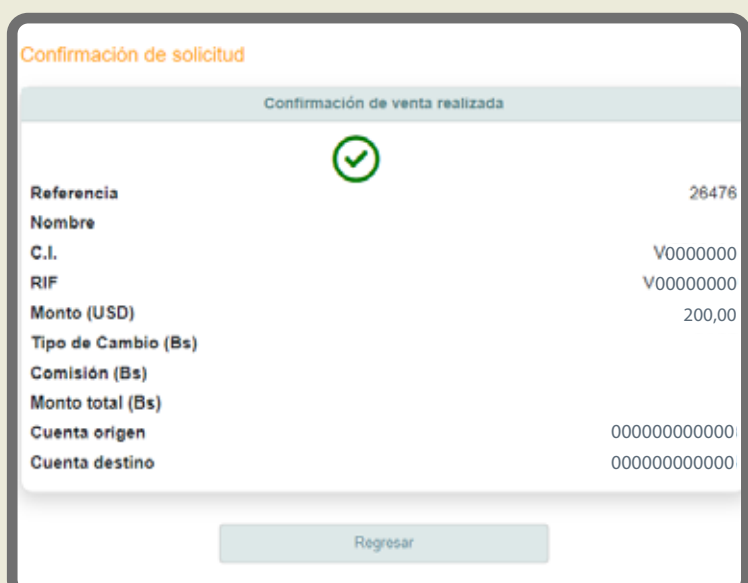 Confirmación de solicitud
Confirmación de venta realizada
Referencia 26476
Nombre
C.I. V0000000
RIF V00000000
Monto (USD) 200,00
Tipo de Cambio (Bs)
Comisión (Bs)
Monto total (Bs)
Cuenta origen 000000000000
Cuenta destino 000000000000
Regresar